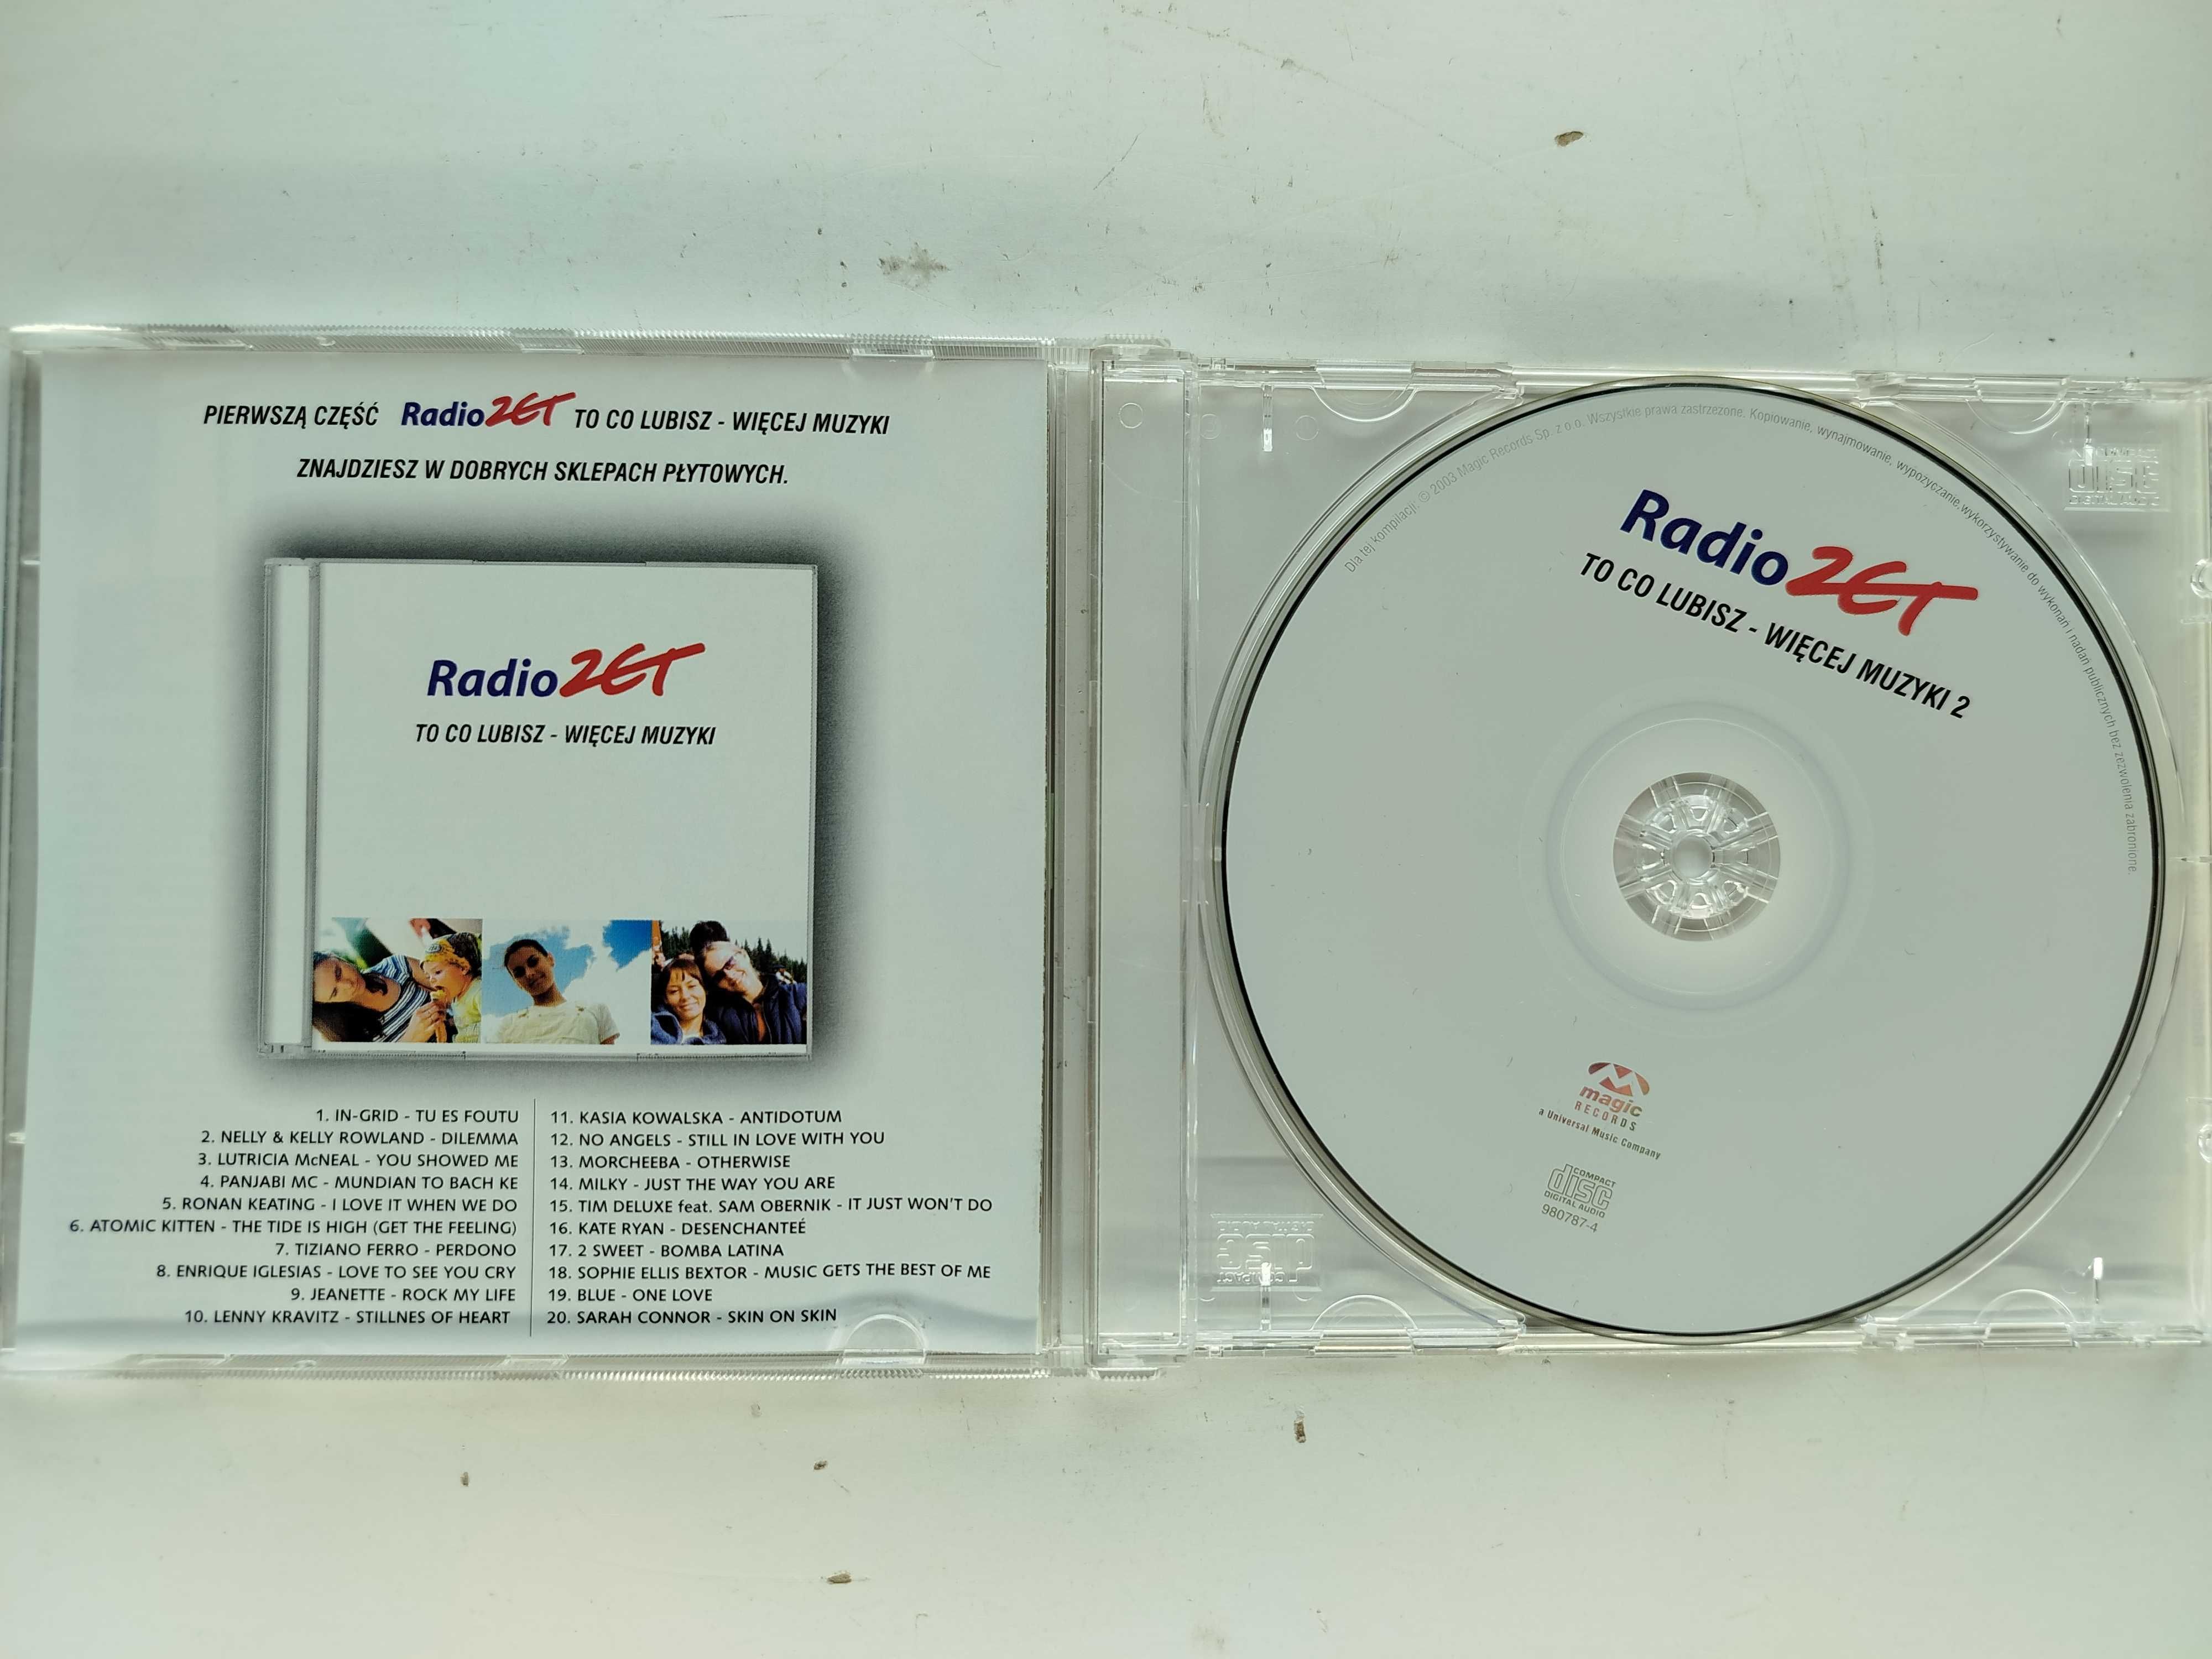 PIERWSZĄ CZĘŚĆ Radio ZET TO CO LUBISZ - WIĘCEJ MUZYKI
ZNAJDZIESZ W DOBRYCH SKLEPACH PŁYTOWYCH.
Radio ZET
TO CO LUBISZ - WIĘCEJ MUZYKI
1. IN-GRID - TU ES FOUTU
2. NELLY & KELLY ROWLAND - DILEMMA
3. LUTRICIA McNEAL - YOU SHOWED ME
4. PANJABI MC - MUNDIAN TO BACH KE
5. RONAN KEATING - I LOVE IT WHEN WE DO
6. ATOMIC KITTEN - THE TIDE IS HIGH (GET THE FEELING)
7. TIZIANO FERRO - PERDONO
8. ENRIQUE IGLESIAS - LOVE TO SEE YOU CRY
9. JEANETTE - ROCK MY LIFE
10. LENNY KRAVITZ - STILLNES OF HEART
11. KASIA KOWALSKA - ANTIDOTUM
12. NO ANGELS - STILL IN LOVE WITH YOU
13. MORCHEEBA - OTHERWISE
14. MILKY - JUST THE WAY YOU ARE
15. TIM DELUXE feat. SAM OBERNIK - IT JUST WON'T DO
16. KATE RYAN - DESENCHANTEÉ
17. 2 SWEET - BOMBA LATINA
18. SOPHIE ELLIS BEXTOR - MUSIC GETS THE BEST OF ME
19. BLUE - ONE LOVE
20. SARAH CONNOR - SKIN ON SKIN
Dla tej kompilacji: © 2003 Magic Records Sp. z o.o. Wszystkie prawa zastrzeżone. Kopiowanie, wynajmowanie, wypożyczanie, wykorzystywanie do wykonań i nadań publicznych bez zezwolenia zabronione.
Radio ZET
TO CO LUBISZ - WIĘCEJ MUZYKI 2
magic
RECORDS
a Universal Music Company
COMPACT
disc
DIGITAL AUDIO
980787-4
COMPACT
disc
DIGITAL AUDIO
COMPACT
disc
DIGITAL AUDIO